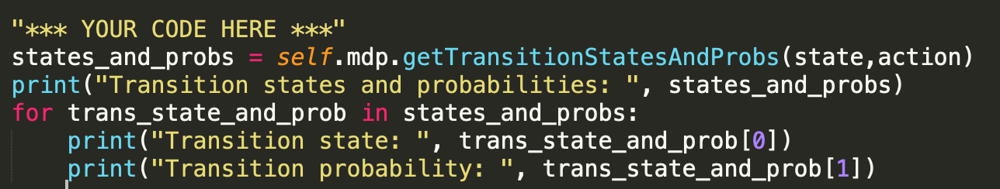 "*** YOUR CODE HERE ***"
states_and_probs = self.mdp.getTransitionStatesAndProbs(state,action)
print("Transition states and probabilities: ", states_and_probs)
for trans_state_and_prob in states_and_probs:
    print("Transition state: ", trans_state_and_prob[0])
    print("Transition probability: ", trans_state_and_prob[1])